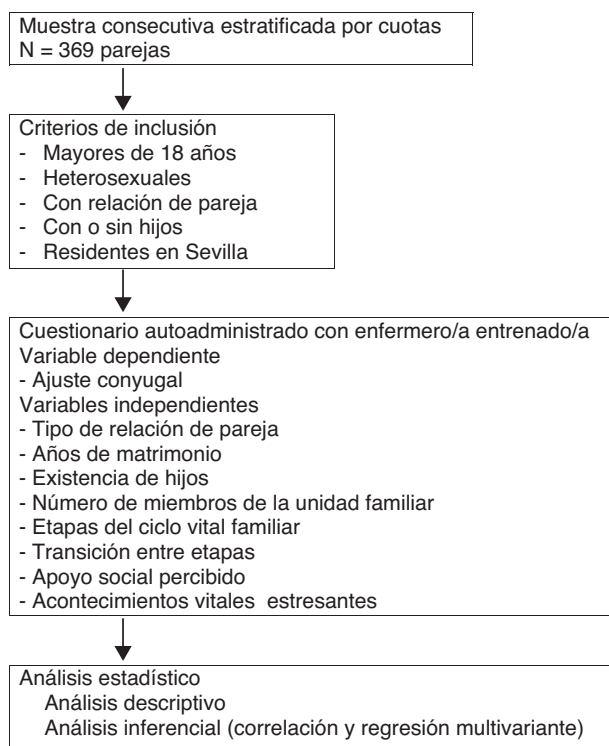 Muestra consecutiva estratificada por cuotas
N = 369 parejas
Criterios de inclusión
- Mayores de 18 años
- Heterosexuales
- Con relación de pareja
- Con o sin hijos
- Residentes en Sevilla
Cuestionario autoadministrado con enfermero/a entrenado/a
Variable dependiente
- Ajuste conyugal
Variables independientes
- Tipo de relación de pareja
- Años de matrimonio
- Existencia de hijos
- Número de miembros de la unidad familiar
- Etapas del ciclo vital familiar
- Transición entre etapas
- Apoyo social percibido
- Acontecimientos vitales estresantes
Análisis estadístico
Análisis descriptivo
Análisis inferencial (correlación y regresión multivariante)